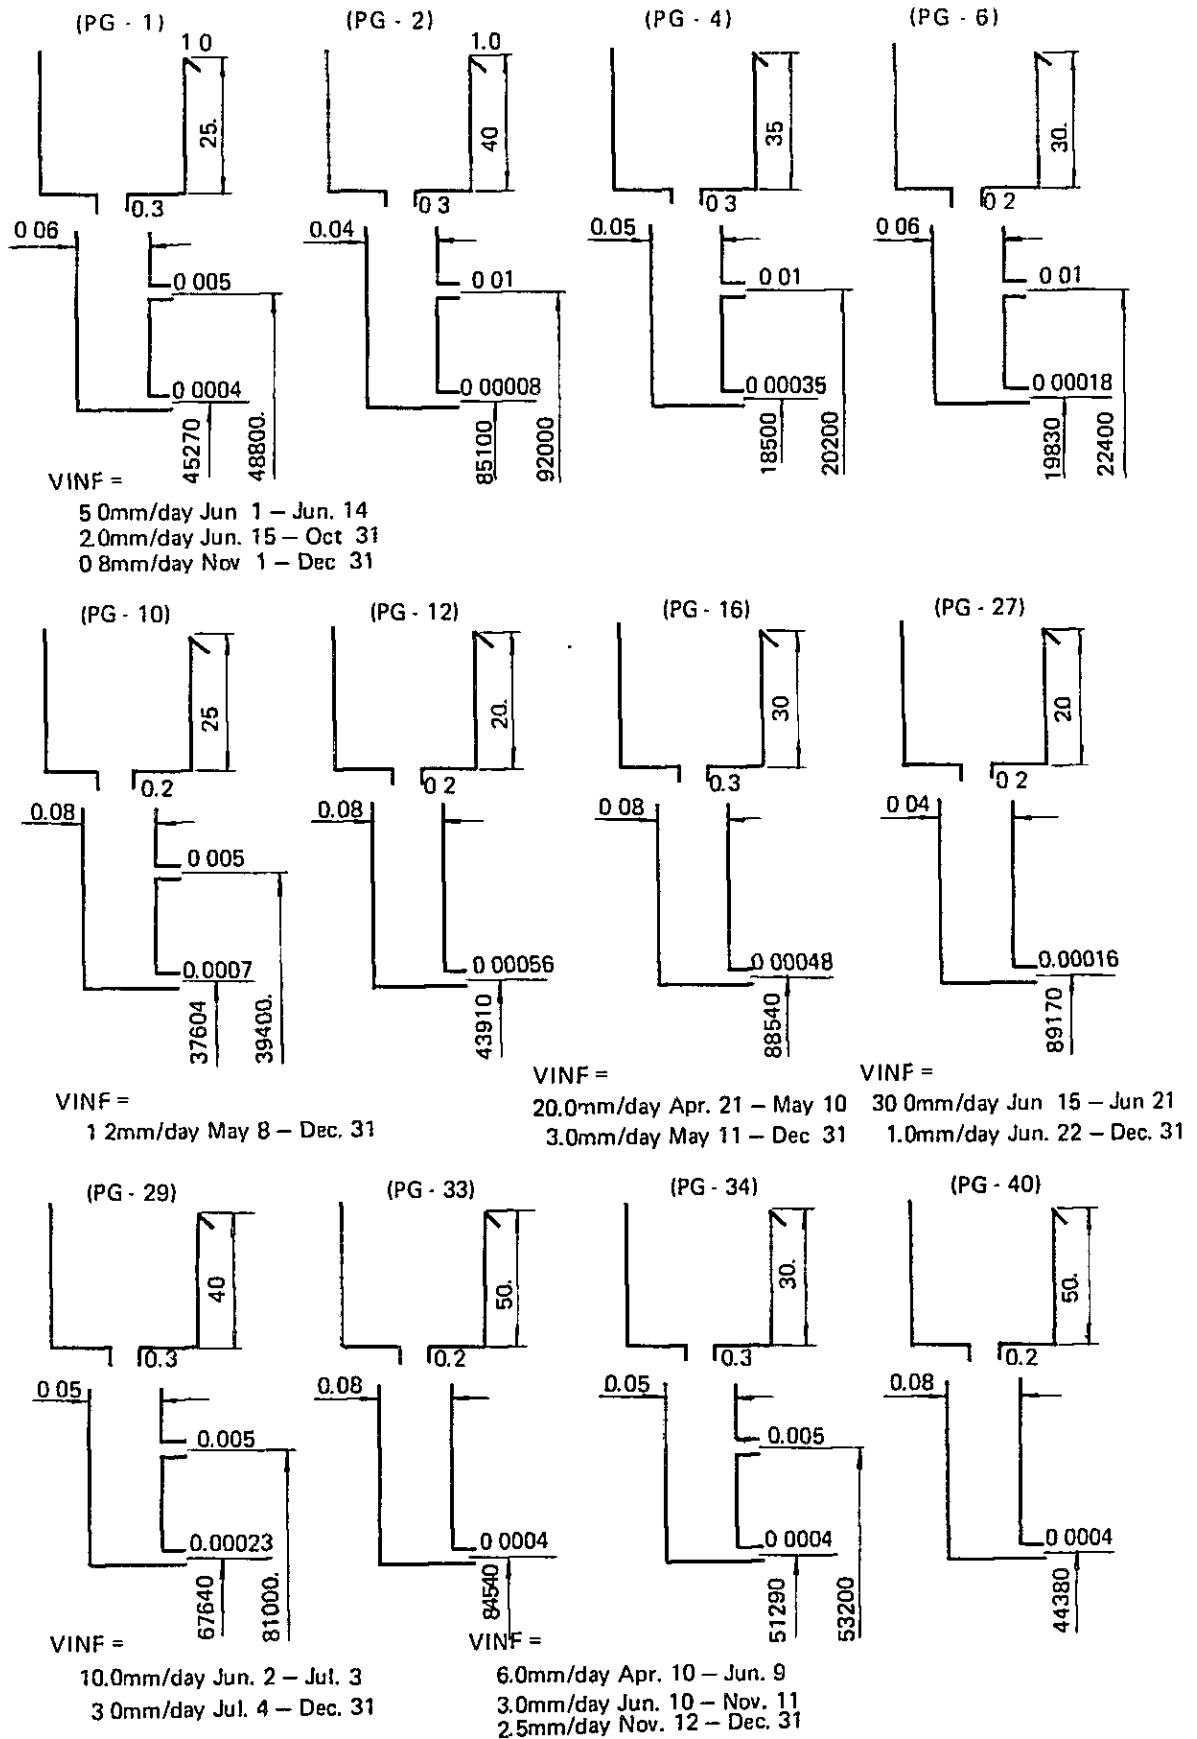 (PG - 1)
1 0
25.
0.3
0 06
0 005
0 0004
45270
48800.
VINF =
5 0mm/day Jun 1 – Jun. 14
2.0mm/day Jun. 15 – Oct 31
0 8mm/day Nov 1 – Dec 31
(PG - 2)
1.0
40
0 3
0.04
0 01
0 00008
85100
92000
(PG - 4)
35
0 3
0.05
0 01
0 00035
18500
20200
(PG - 6)
30.
0 2
0 06
0 01
0 00018
19830
22400
(PG - 10)
25
0.2
0.08
0 005
0.0007
37604
39400.
VINF =
1 2mm/day May 8 – Dec. 31
(PG - 12)
20.
0 2
0.08
0 00056
43910
(PG - 16)
30
0.3
0 08
0 00048
88540
VINF =
20.0mm/day Apr. 21 – May 10
3.0mm/day May 11 – Dec 31
(PG - 27)
20
0 2
0 04
0.00016
89170
VINF =
30 0mm/day Jun 15 – Jun 21
1.0mm/day Jun. 22 – Dec. 31
(PG - 29)
40
0.3
0 05
0.005
0.00023
67640
81000.
VINF =
10.0mm/day Jun. 2 – Jul. 3
3 0mm/day Jul. 4 – Dec. 31
(PG - 33)
50.
0.2
0.08
0 0004
84540
VINF =
6.0mm/day Apr. 10 – Jun. 9
3.0mm/day Jun. 10 – Nov. 11
2.5mm/day Nov. 12 – Dec. 31
(PG - 34)
30.
0.3
0.05
0.005
0 0004
51290
53200
(PG - 40)
50.
0.2
0.08
0 0004
44380